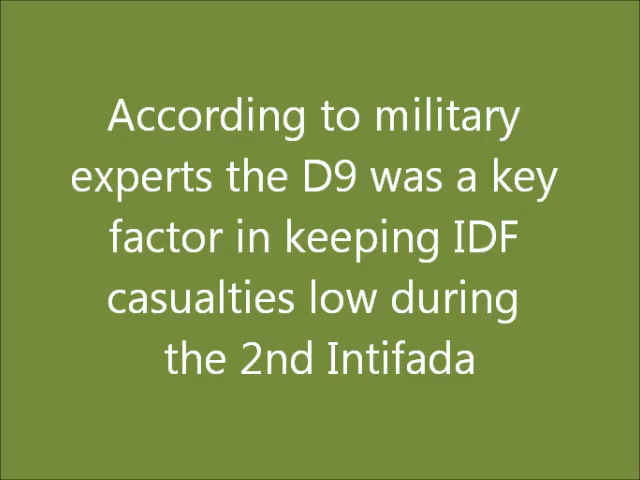 According to military
experts the D9 was a key
factor in keeping IDF
casualties low during
the 2nd Intifada